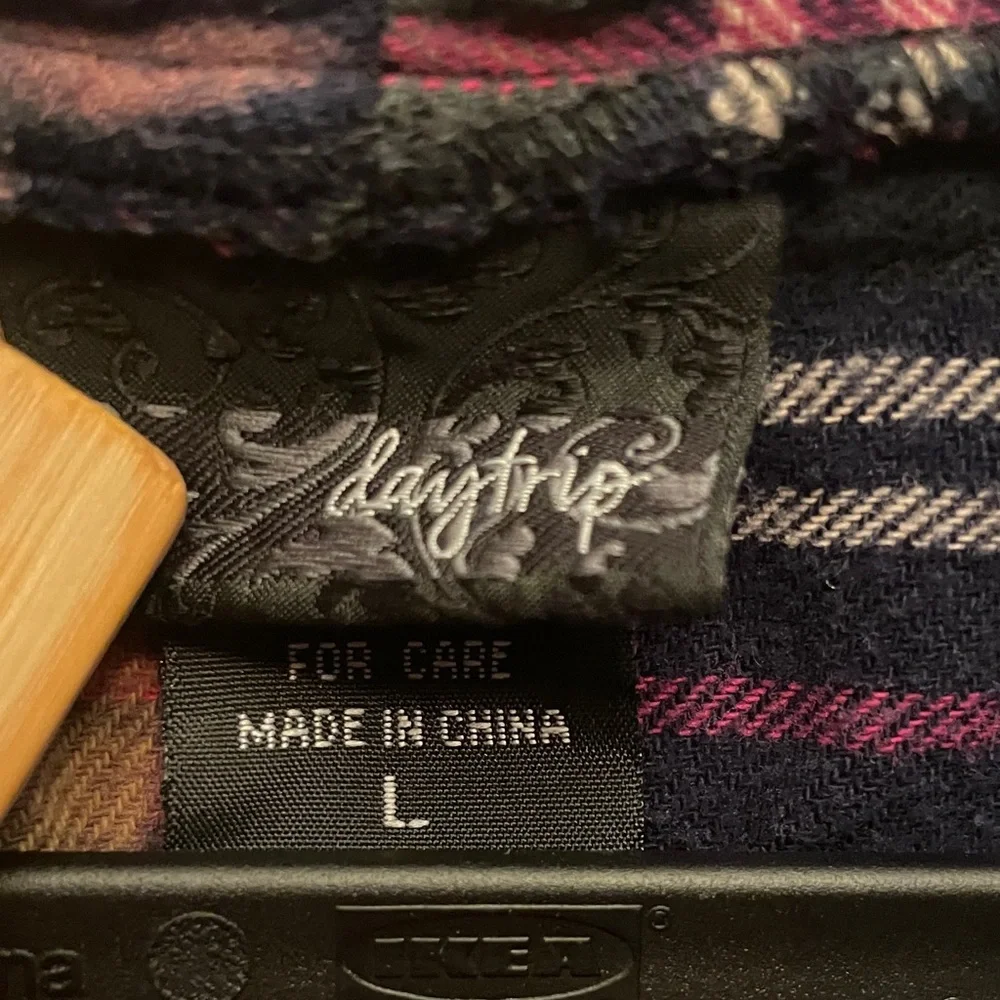 daytrip
FOR CARE
MADE IN CHINA
L
IKEA®